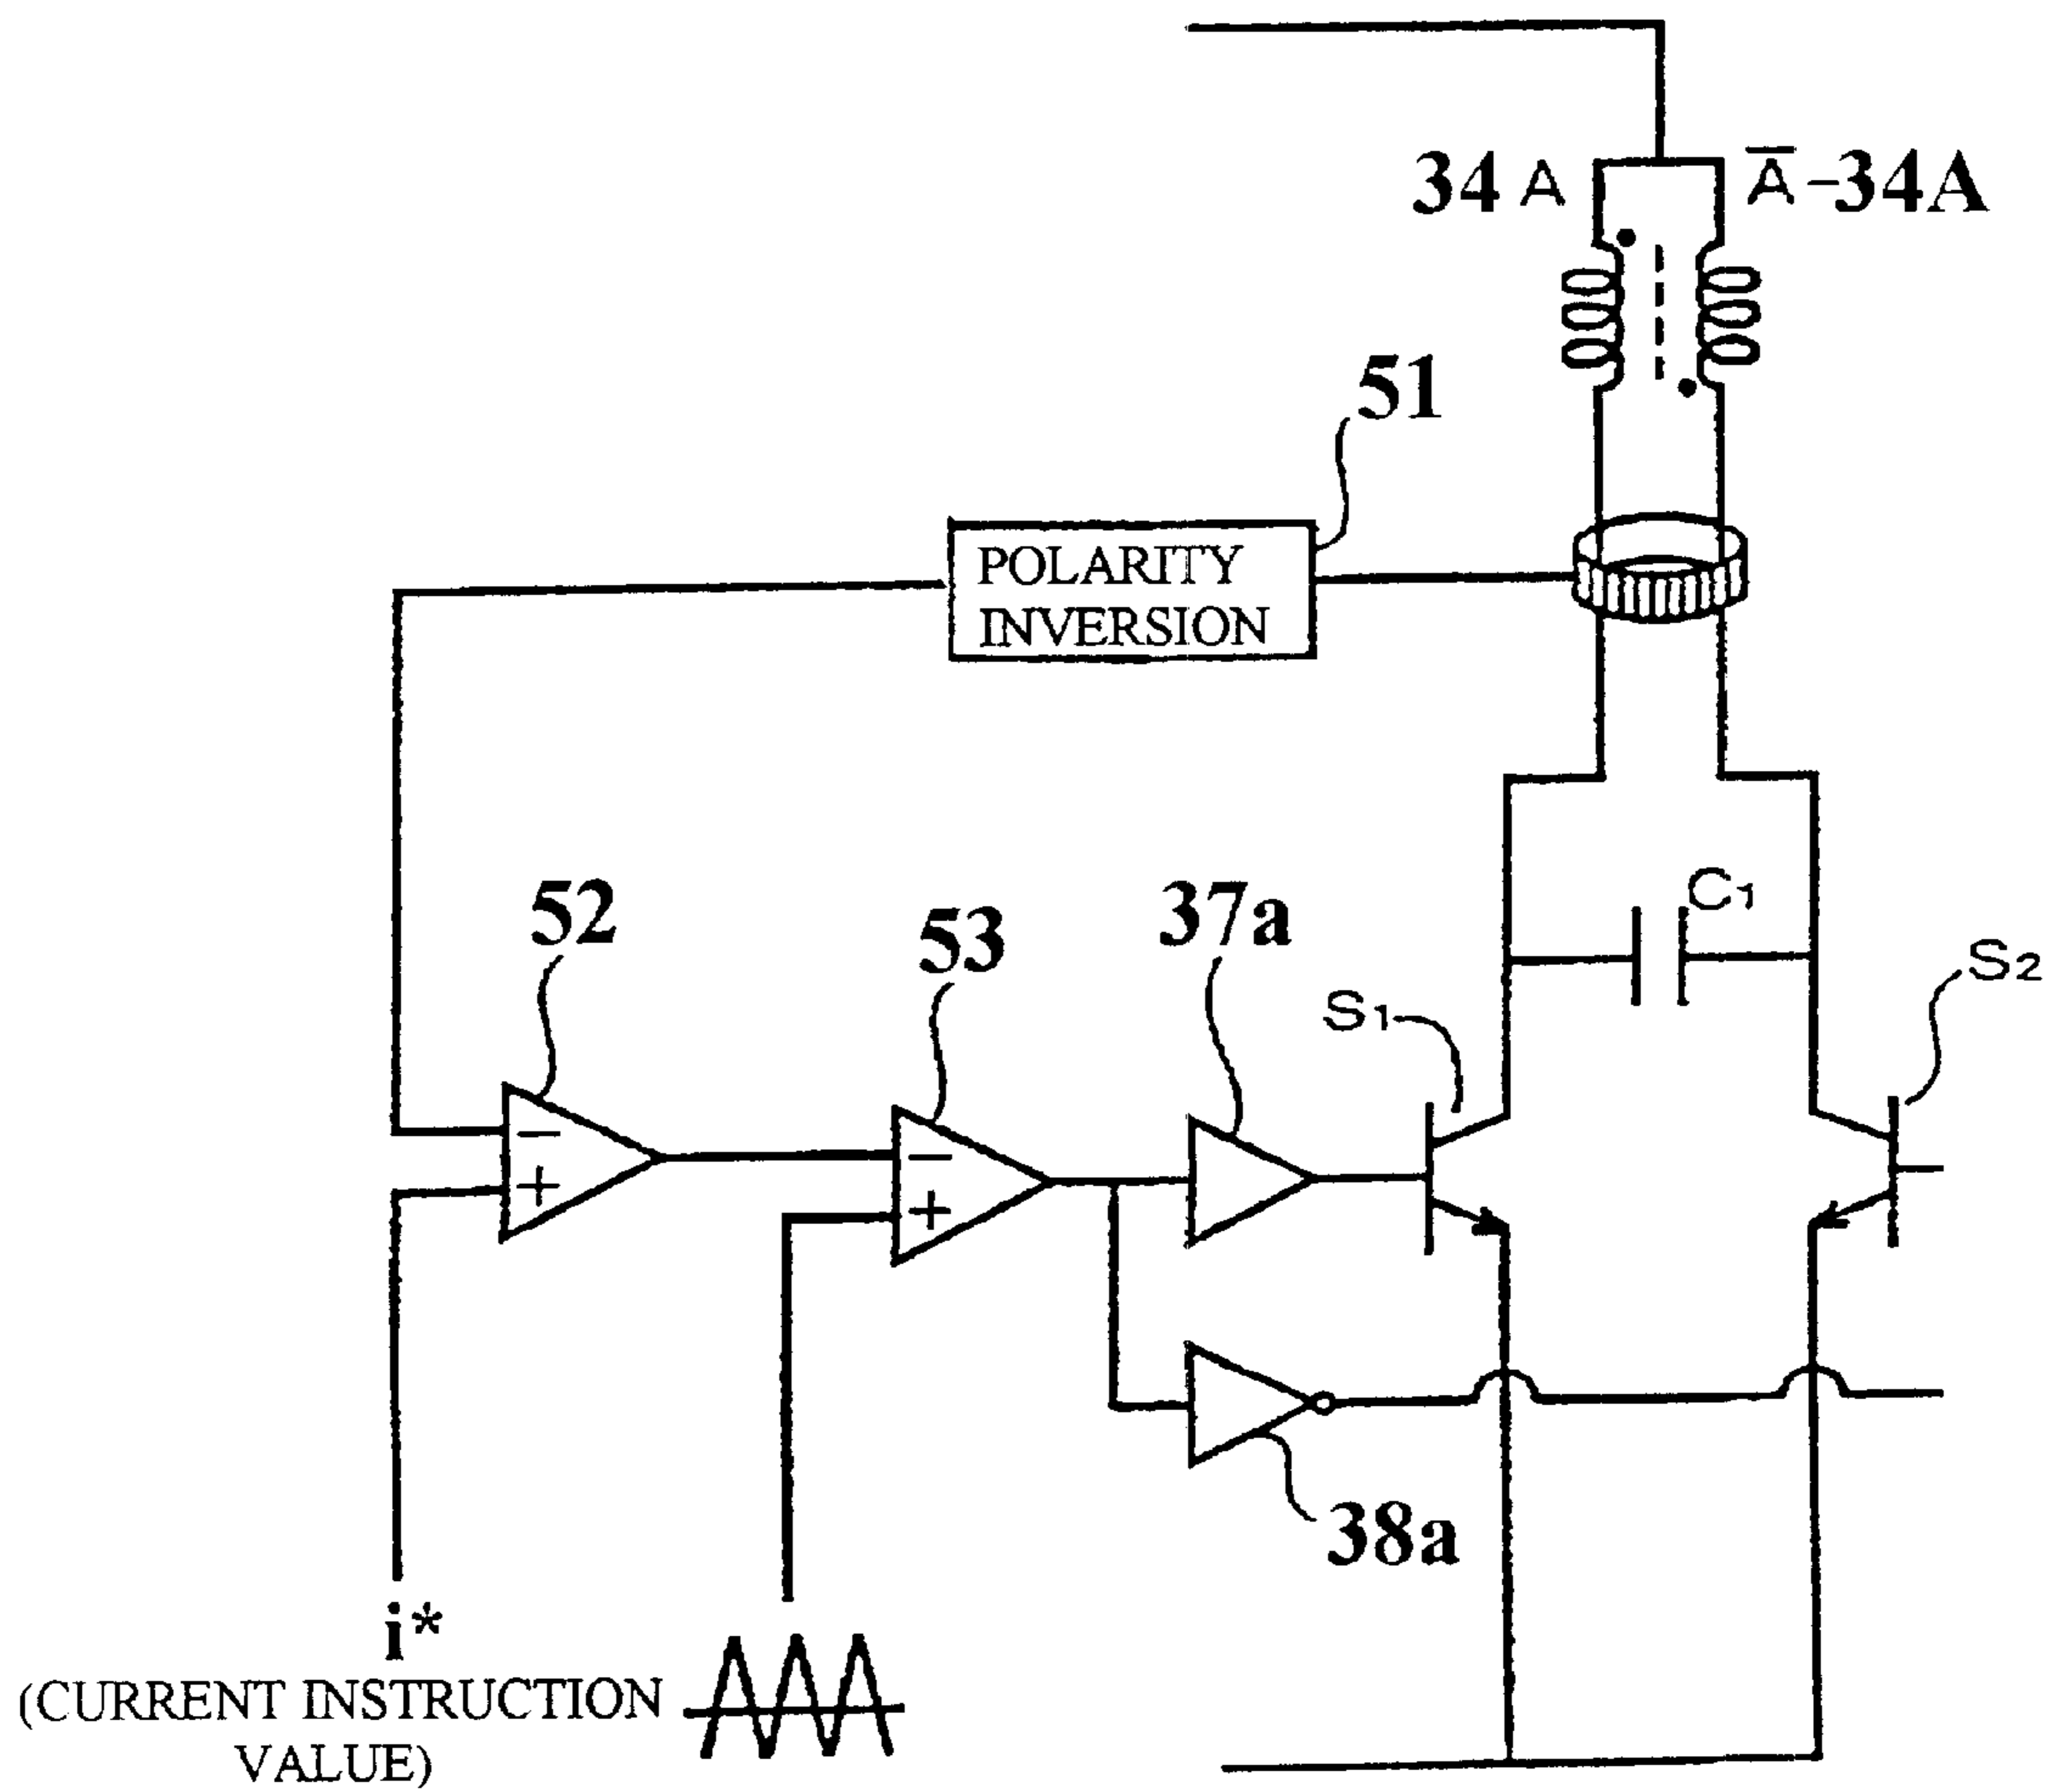 34 A
A̅-34A
51
POLARITY
INVERSION
C1
52
53
37a
S1
S2
-
+
-
+
38a
i*
(CURRENT INSTRUCTION
VALUE)